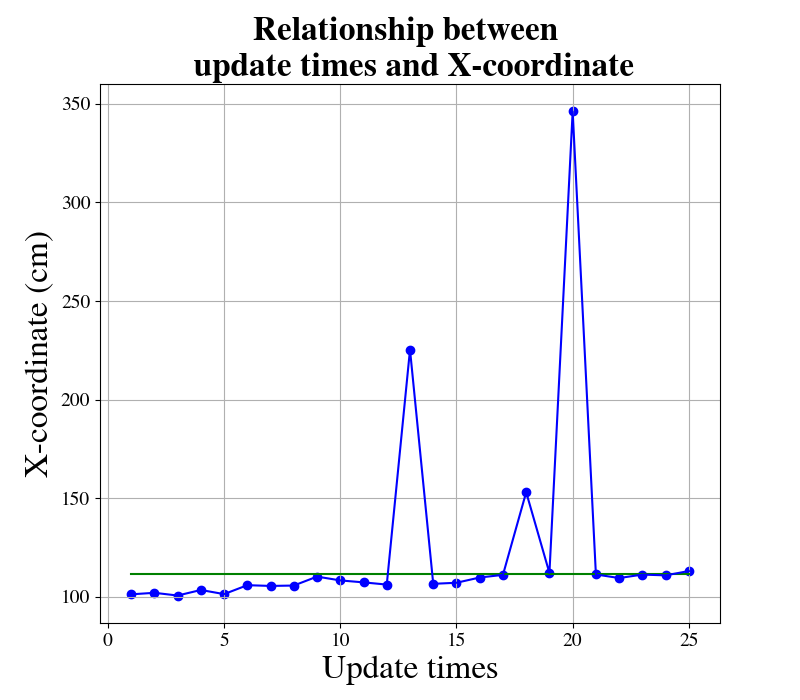 Relationship between
update times and X-coordinate
350
300
250
200
150
100
X-coordinate (cm)
0 5 10 15 20 25
Update times